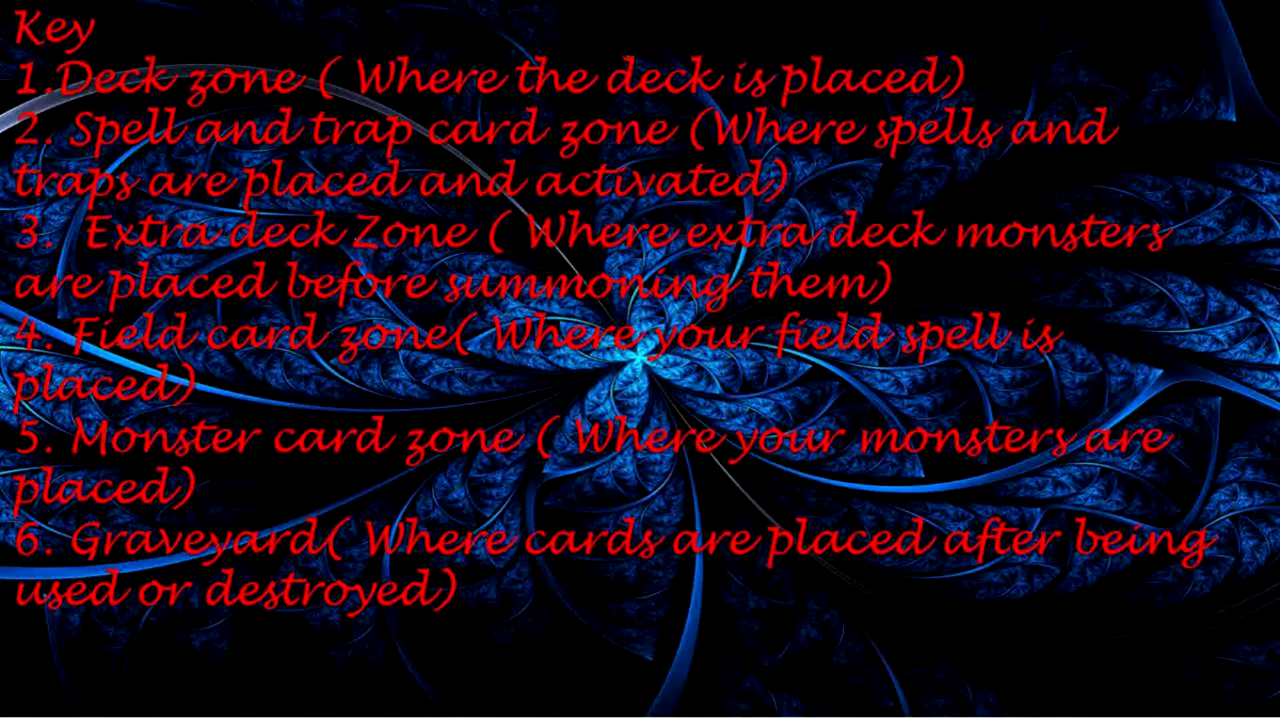 Key
1.Deck zone ( Where the deck is placed)
2. Spell and trap card zone (Where spells and
traps are placed and activated)
3. Extra deck Zone ( Where extra deck monsters
are placed before summoning them)
4. Field card zone( Where your field spell is
placed)
5. Monster card zone ( Where your monsters are
placed)
6. Graveyard( Where cards are placed after being
used or destroyed)